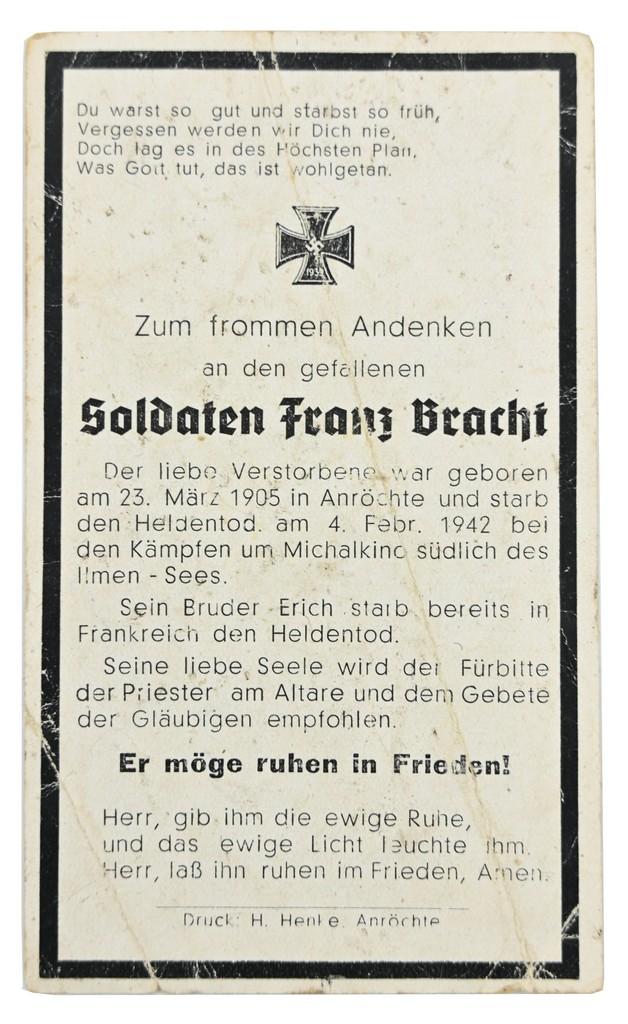 Du warst so gut und starbst so früh,
Vergessen werden wir Dich nie,
Doch lag es in des Höchsten Plan,
Was Gott tut, das ist wohlgetan.
1939
Zum frommen Andenken
an den gefallenen
Soldaten Franz Bracht
Der liebe Verstorbene war geboren
am 23. März 1905 in Anröchte und starb
den Heldentod am 4. Febr. 1942 bei
den Kämpfen um Michalkino südlich des
Ilmen - Sees.
Sein Bruder Erich starb bereits in
Frankreich den Heldentod.
Seine liebe Seele wird der Fürbitte
der Priester am Altare und dem Gebete
der Gläubigen empfohlen.
Er möge ruhen in Frieden!
Herr, gib ihm die ewige Ruhe,
und das ewige Licht leuchte ihm.
Herr, laß ihn ruhen im Frieden, Amen.
Druck: H. Henke, Anröchte